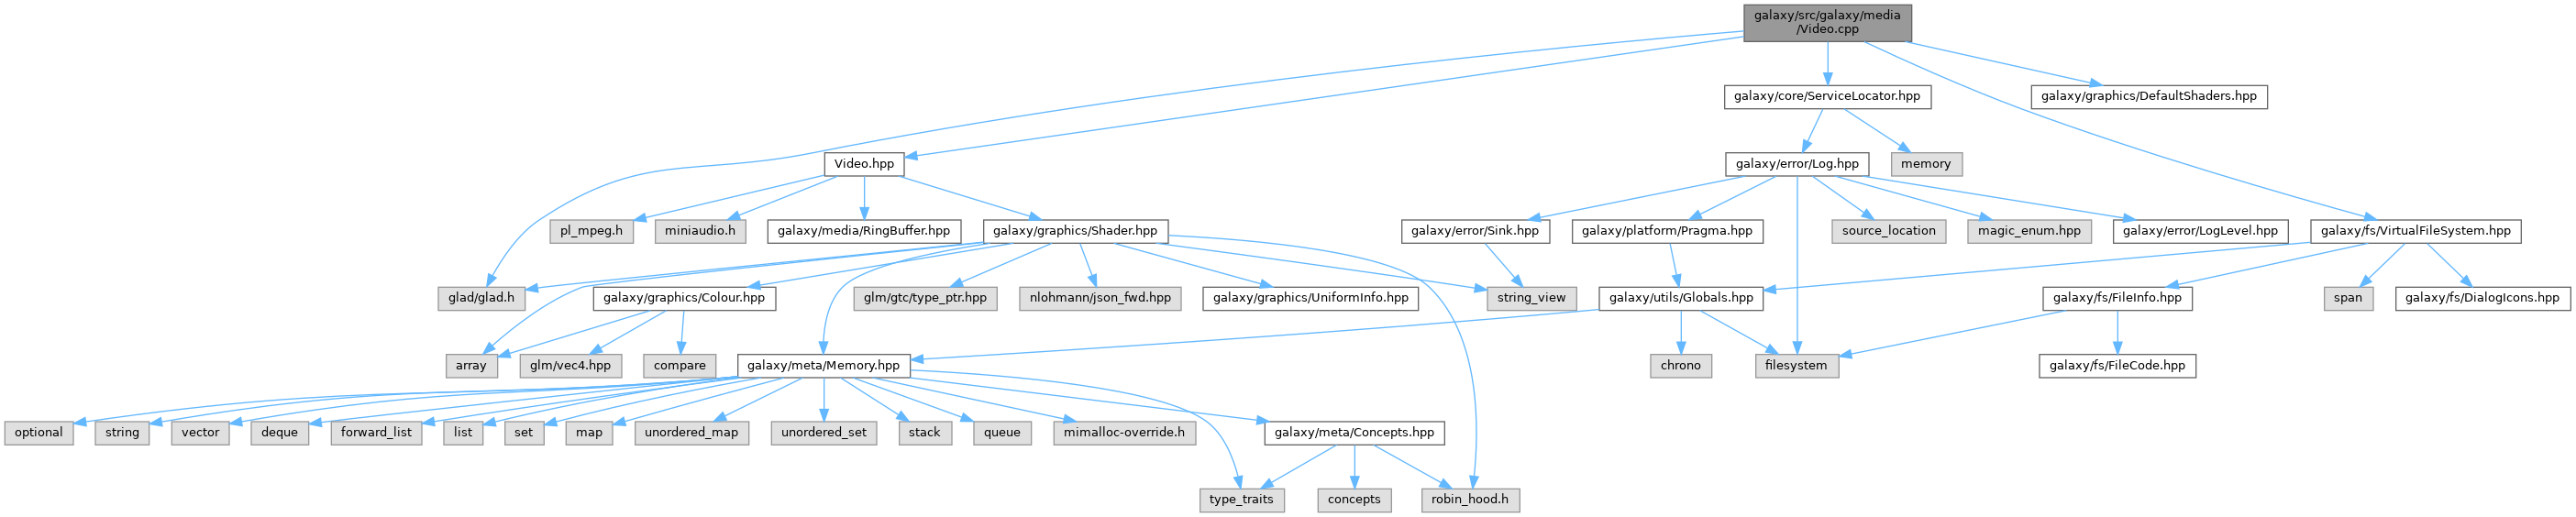 galaxy/src/galaxy/media
/Video.cpp
galaxy/core/ServiceLocator.hpp
galaxy/graphics/DefaultShaders.hpp
Video.hpp
galaxy/error/Log.hpp
memory
pl_mpeg.h
miniaudio.h
galaxy/media/RingBuffer.hpp
galaxy/graphics/Shader.hpp
galaxy/error/Sink.hpp
galaxy/platform/Pragma.hpp
source_location
magic_enum.hpp
galaxy/error/LogLevel.hpp
galaxy/fs/VirtualFileSystem.hpp
glad/glad.h
galaxy/graphics/Colour.hpp
glm/gtc/type_ptr.hpp
nlohmann/json_fwd.hpp
galaxy/graphics/UniformInfo.hpp
string_view
galaxy/utils/Globals.hpp
galaxy/fs/FileInfo.hpp
span
galaxy/fs/DialogIcons.hpp
array
glm/vec4.hpp
compare
galaxy/meta/Memory.hpp
chrono
filesystem
galaxy/fs/FileCode.hpp
optional
string
vector
deque
forward_list
list
set
map
unordered_map
unordered_set
stack
queue
mimalloc-override.h
galaxy/meta/Concepts.hpp
type_traits
concepts
robin_hood.h